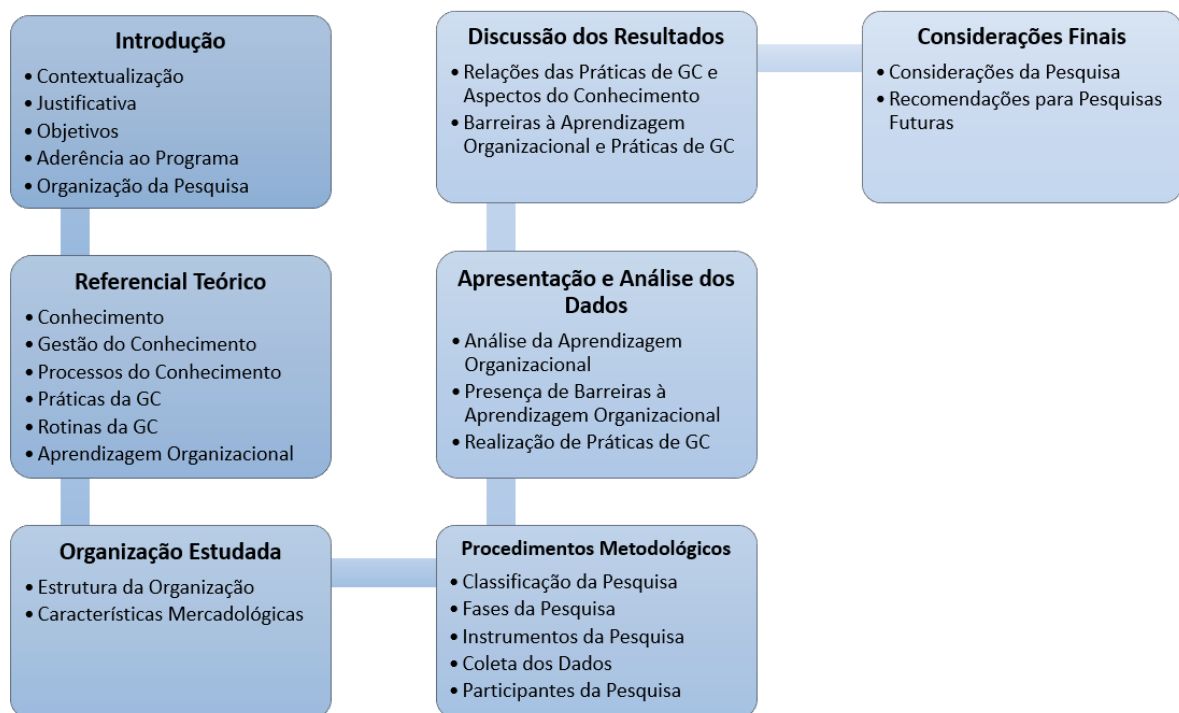 Introdução
• Contextualização
• Justificativa
• Objetivos
• Aderência ao Programa
• Organização da Pesquisa
Referencial Teórico
• Conhecimento
• Gestão do Conhecimento
• Processos do Conhecimento
• Práticas da GC
• Rotinas da GC
• Aprendizagem Organizacional
Organização Estudada
• Estrutura da Organização
• Características Mercadológicas
Procedimentos Metodológicos
• Classificação da Pesquisa
• Fases da Pesquisa
• Instrumentos da Pesquisa
• Coleta dos Dados
• Participantes da Pesquisa
Apresentação e Análise dos
Dados
• Análise da Aprendizagem
Organizacional
• Presença de Barreiras à
Aprendizagem Organizacional
• Realização de Práticas de GC
Discussão dos Resultados
• Relações das Práticas de GC e
Aspectos do Conhecimento
• Barreiras à Aprendizagem
Organizacional e Práticas de GC
Considerações Finais
• Considerações da Pesquisa
• Recomendações para Pesquisas
Futuras